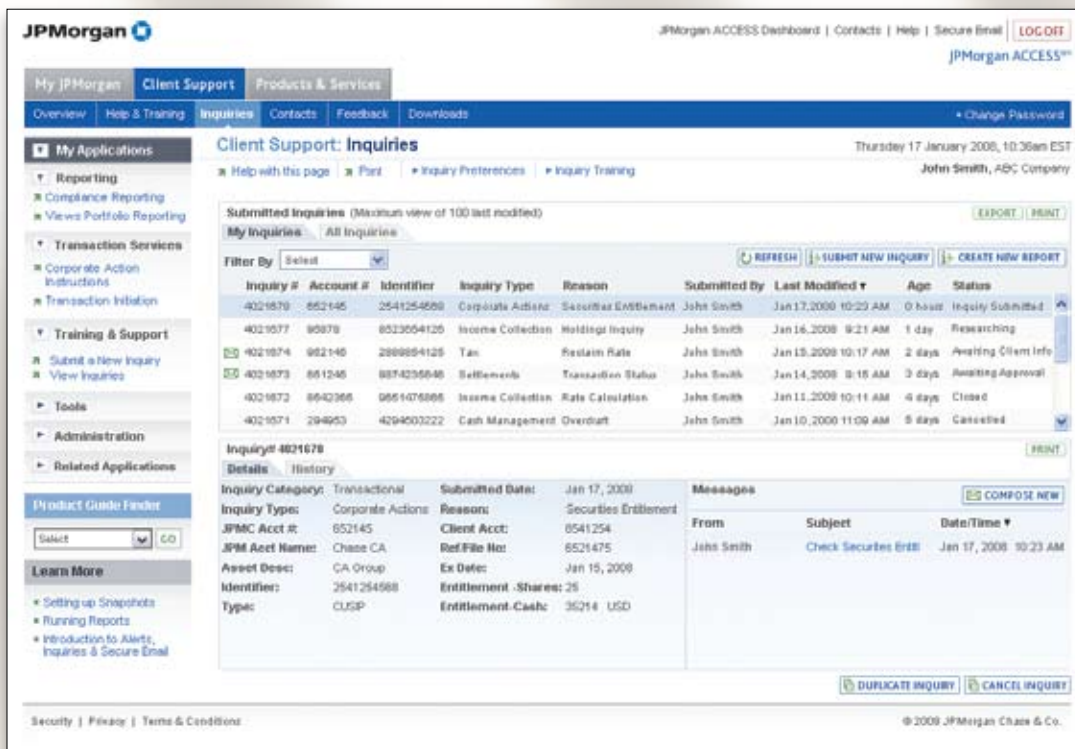 JPMorgan
JPMorgan ACCESS Dashboard | Contacts | Help | Secure Email | LOG OFF
JPMorgan ACCESS
My JPMorgan Client Support Products & Services
Overview Help & Training Inquiries Contacts Feedback Downloads Change Password
My Applications
Reporting
Compliance Reporting
Views Portfolio Reporting
Transaction Services
Corporate Action
Instructions
Transaction Initiation
Training & Support
Submit a New Inquiry
View Inquiries
Tools
Administration
Related Applications
Product Guide Finder
Select GO
Learn More
Setting up Snapshots
Running Reports
Introduction to Alerts,
Inquiries & Secure Email
Client Support: Inquiries
Thursday 17 January 2008, 10:36am EST
Help with this page Print Inquiry Preferences Inquiry Training
John Smith, ABC Company
Submitted Inquiries (Maximum view of 100 last modified) EXPORT PRINT
My Inquiries All Inquiries
Filter By Select REFRESH SUBMIT NEW INQUIRY CREATE NEW REPORT
Inquiry # Account # Identifier Inquiry Type Reason Submitted By Last Modified Age Status
4021678 652145 Corporate Actions Securities Entitlement John Smith Jan 17, 2008 10:23 AM 0 hours Inquiry Submitted
4021677 95878 8523654125 Income Collection Holdings Inquiry John Smith Jan 16, 2008 9:21 AM 1 day Researching
4021674 Tax Reclaim Rate John Smith Jan 15, 2008 10:17 AM 2 days Awaiting Client Info
4021673 Settlements Transaction Status John Smith Jan 14, 2008 3 days Awaiting Approval
4021672 Income Collection Rate Calculation John Smith Jan 11, 2008 10:11 AM 4 days Closed
4021671 294953 Cash Management Overdraft John Smith Jan 10, 2008 11:09 AM 5 days Cancelled
Inquiry# 4021678 PRINT
Details History
Inquiry Category: Transactional Submitted Date: Jan 17, 2008
Inquiry Type: Corporate Actions Reason: Securities Entitlement
JPMC Acct #: 652145 Client Acct: 6541254
JPM Acct Name: Chase CA Ref/File No: 6521475
Asset Desc: CA Group Ex Date: Jan 15, 2008
Identifier: 2541254588 Entitlement -Shares: 25
Type: CUSIP Entitlement-Cash: 35214 USD
Messages COMPOSE NEW
From Subject Date/Time
John Smith Check Securities Entitl Jan 17, 2008 10:23 AM
DUPLICATE INQUIRY CANCEL INQUIRY
Security | Privacy | Terms & Conditions
© 2008 JPMorgan Chase & Co.